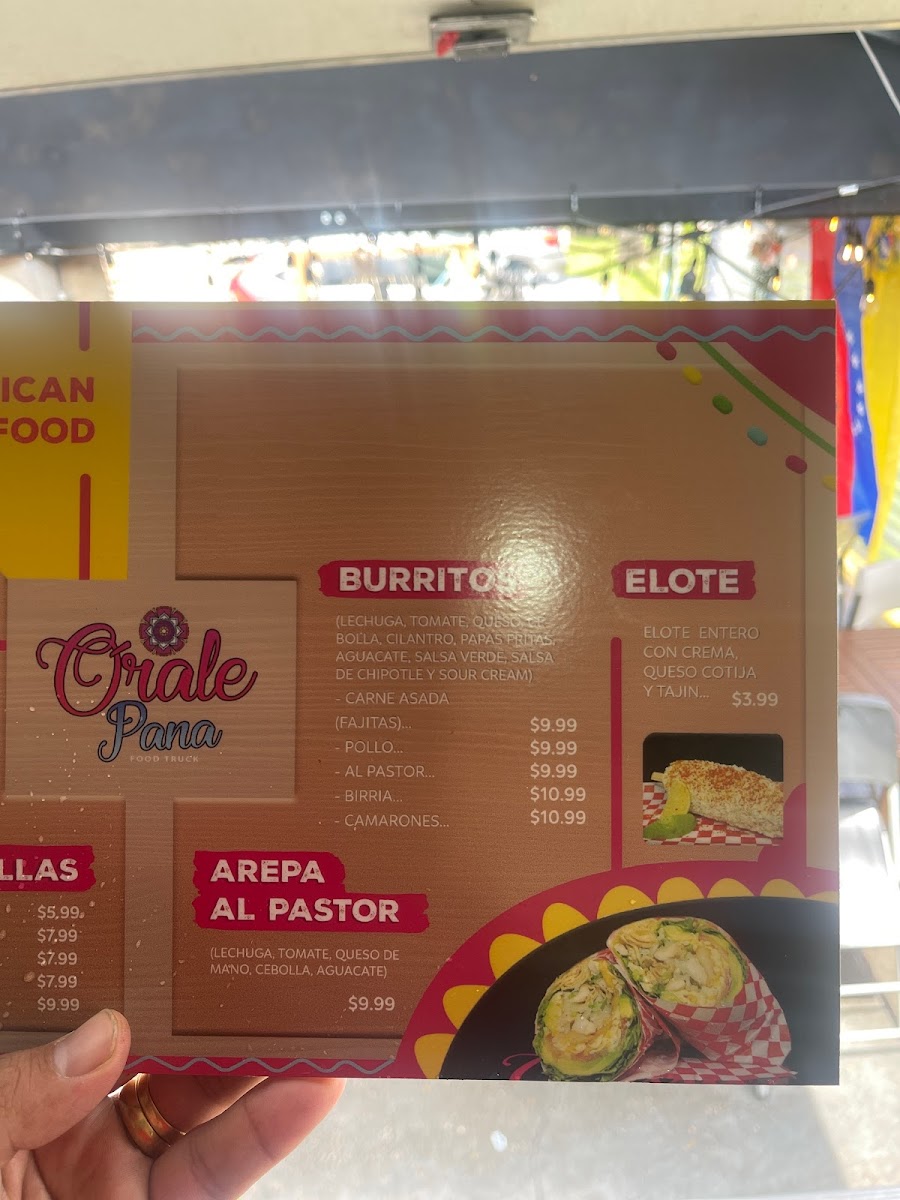 ICAN
FOOD
Órale
Pana
FOOD TRUCK
LLAS
$5.99
$7.99
$7.99
$7.99
$9.99
BURRITO
(LECHUGA, TOMATE, QUESO, CE
BOLLA, CILANTRO, PAPAS FRITAS,
AGUACATE, SALSA VERDE, SALSA
DE CHIPOTLE Y SOUR CREAM)
- CARNE ASADA
(FAJITAS)... $9.99
- POLLO... $9.99
- AL PASTOR... $9.99
- BIRRIA... $10.99
- CAMARONES... $10.99
ELOTE
ELOTE ENTERO
CON CREMA,
QUESO COTIJA
Y TAJIN... $3.99
AREPA
AL PASTOR
(LECHUGA, TOMATE, QUESO DE
MANO, CEBOLLA, AGUACATE)
$9.99